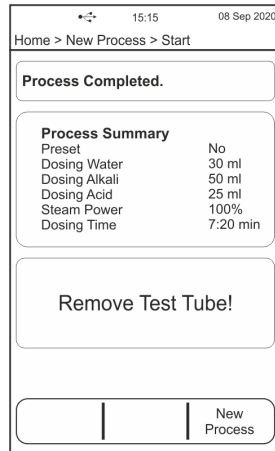 15:15 08 Sep 2020
Home > New Process > Start
Process Completed.
Process Summary
Preset No
Dosing Water 30 ml
Dosing Alkali 50 ml
Dosing Acid 25 ml
Steam Power 100%
Dosing Time 7:20 min
Remove Test Tube!
New
Process